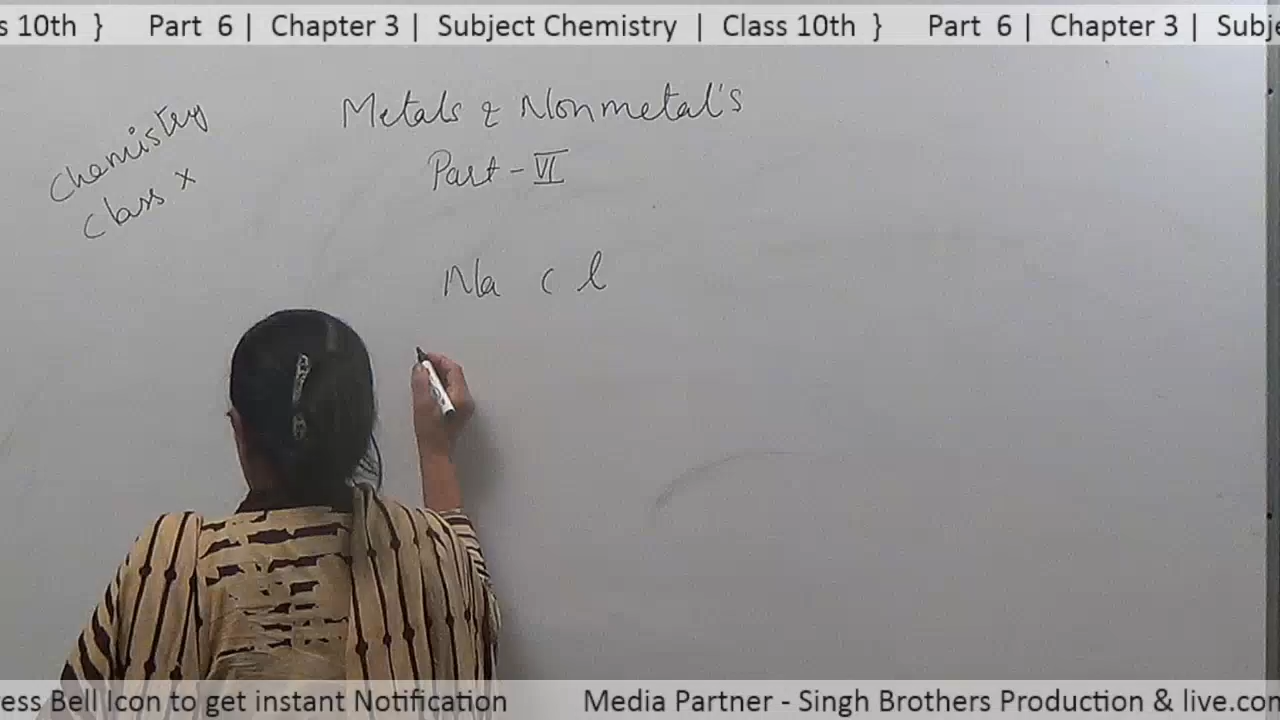 s 10th } Part 6 | Chapter 3 | Subject Chemistry | Class 10th } Part 6 | Chapter 3 | Subje
Chemistry
Class X
Metals & Nonmetal's
Part - VI
Na Cl
ess Bell Icon to get instant Notification Media Partner - Singh Brothers Production & live.com